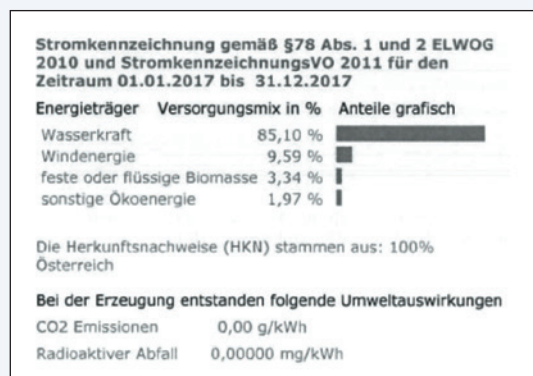 Stromkennzeichnung gemäß §78 Abs. 1 und 2 ELWOG
2010 und StromkennzeichnungsVO 2011 für den
Zeitraum 01.01.2017 bis 31.12.2017
Energieträger Versorgungsmix in % Anteile grafisch
Wasserkraft 85,10 %
Windenergie 9,59 %
feste oder flüssige Biomasse 3,34 %
sonstige Ökoenergie 1,97 %
Die Herkunftsnachweise (HKN) stammen aus: 100%
Österreich
Bei der Erzeugung entstanden folgende Umweltauswirkungen
CO2 Emissionen 0,00 g/kWh
Radioaktiver Abfall 0,00000 mg/kWh